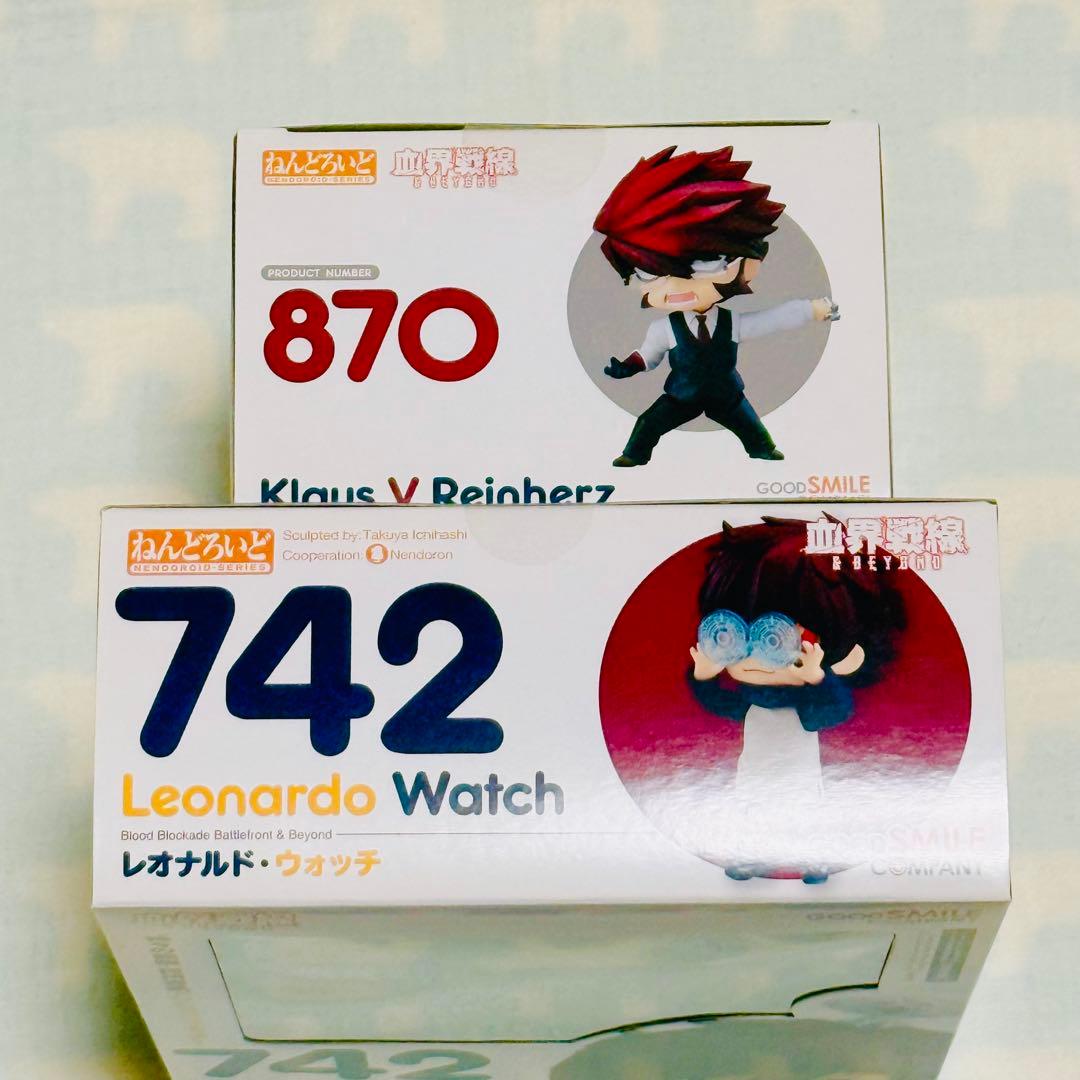 ねんどろいど
NENDOROID-SERIES
血界戦線
& BEYOND
PRODUCT NUMBER
870
Klaus V Reinherz
GOOD SMILE
COMPANY
ねんどろいど
NENDOROID-SERIES
Sculpted by: Takuya Ichihashi
Cooperation: Nendoron
血界戦線
& BEYOND
742
Leonardo Watch
Blood Blockade Battlefront & Beyond
レオナルド・ウォッチ
SMILE
COMPANY
GOOD SMILE
742